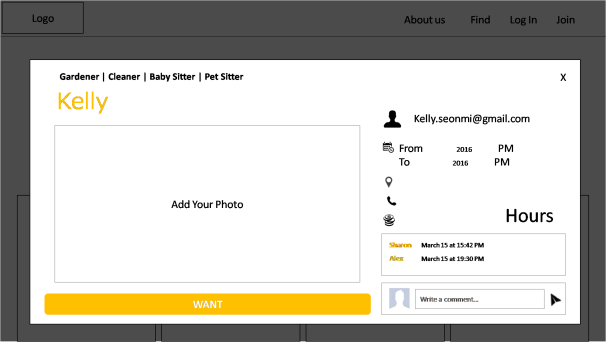 Logo
About us Find Log In Join
Gardener | Cleaner | Baby Sitter | Pet Sitter
X
Kelly
Add Your Photo
WANT
Kelly.seonmi@gmail.com
From 2016 PM
To 2016 PM
Hours
Sharon March 15 at 15:42 PM
Alex March 15 at 19:30 PM
Write a comment...